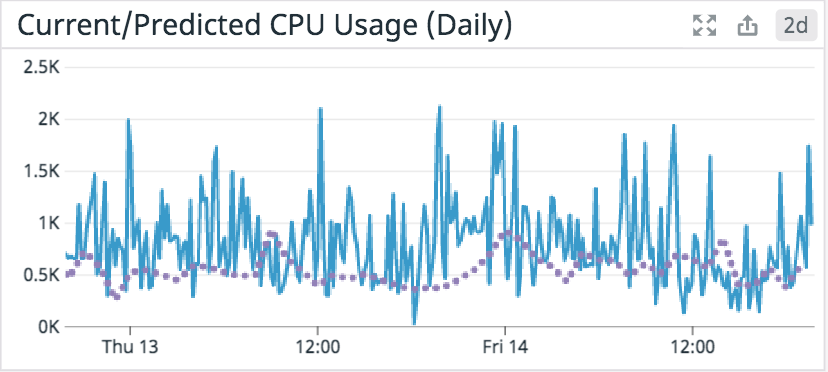 Current/Predicted CPU Usage (Daily)
2d
2.5K
2K
1.5K
1K
0.5K
0K
Thu 13
12:00
Fri 14
12:00